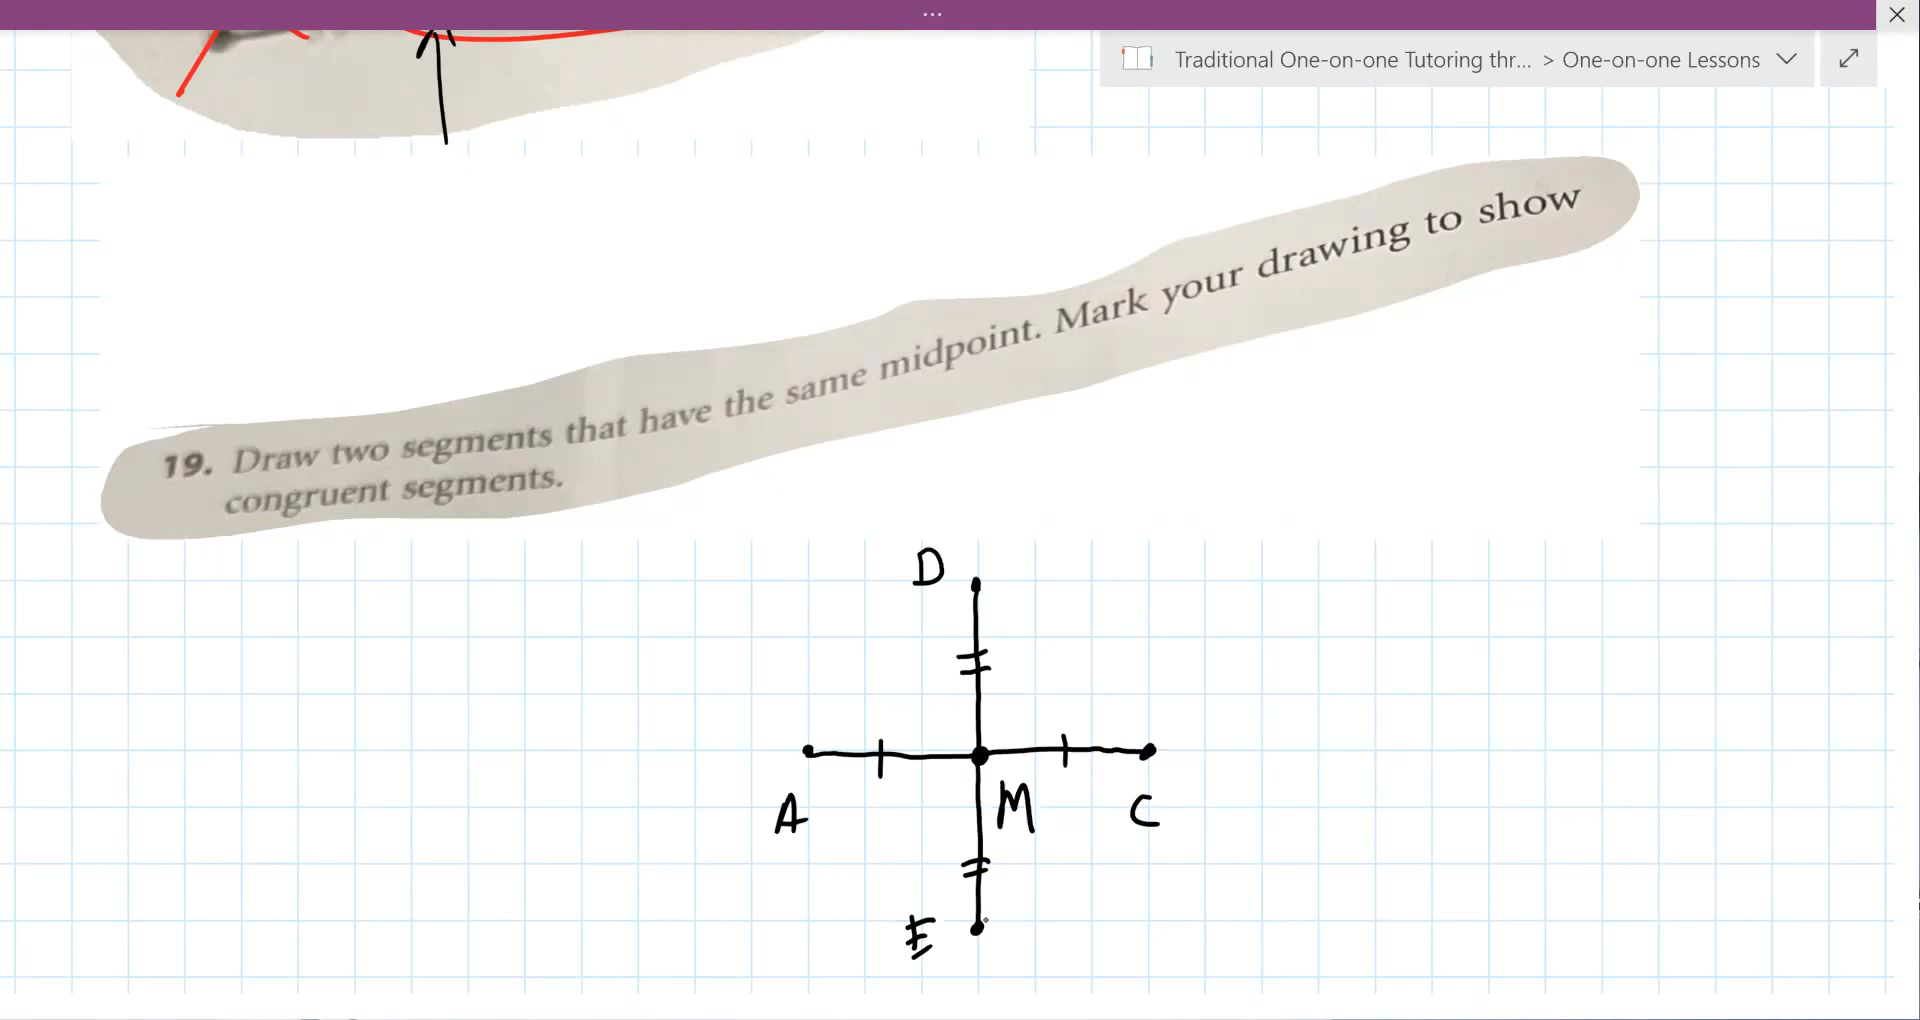 Traditional One-on-one Tutoring thr... > One-on-one Lessons
19. Draw two segments that have the same midpoint. Mark your drawing to show
congruent segments.
D
A
M
C
E